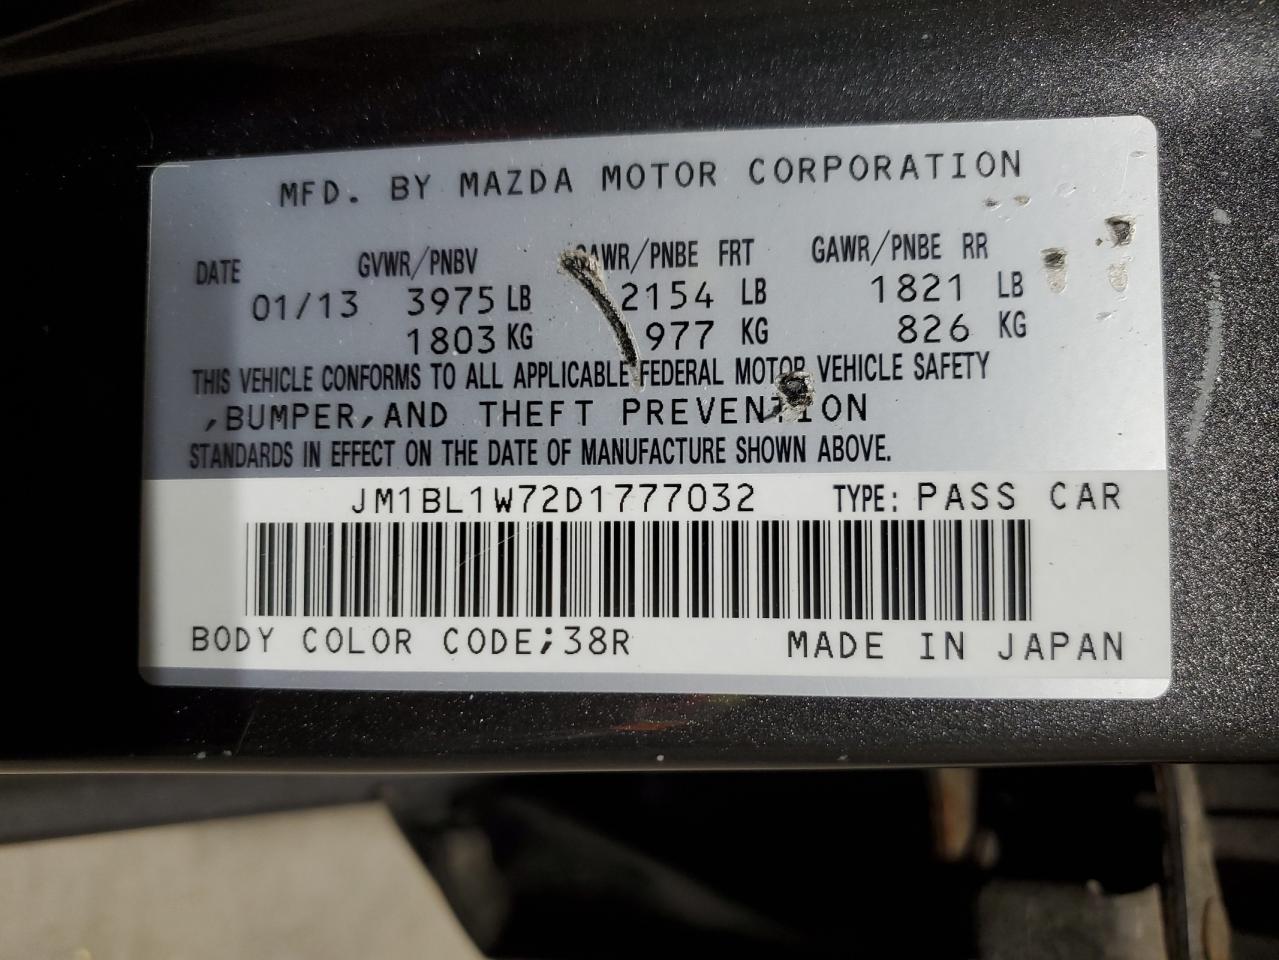 MFD. BY MAZDA MOTOR CORPORATION
DATE GVWR/PNBV GAWR/PNBE FRT GAWR/PNBE RR
01/13 3975 LB 2154 LB 1821 LB
1803 KG 977 KG 826 KG
THIS VEHICLE CONFORMS TO ALL APPLICABLE FEDERAL MOTOR VEHICLE SAFETY
,BUMPER,AND THEFT PREVENTION
STANDARDS IN EFFECT ON THE DATE OF MANUFACTURE SHOWN ABOVE.
JM1BL1W72D1777032 TYPE: PASS CAR
BODY COLOR CODE;38R MADE IN JAPAN